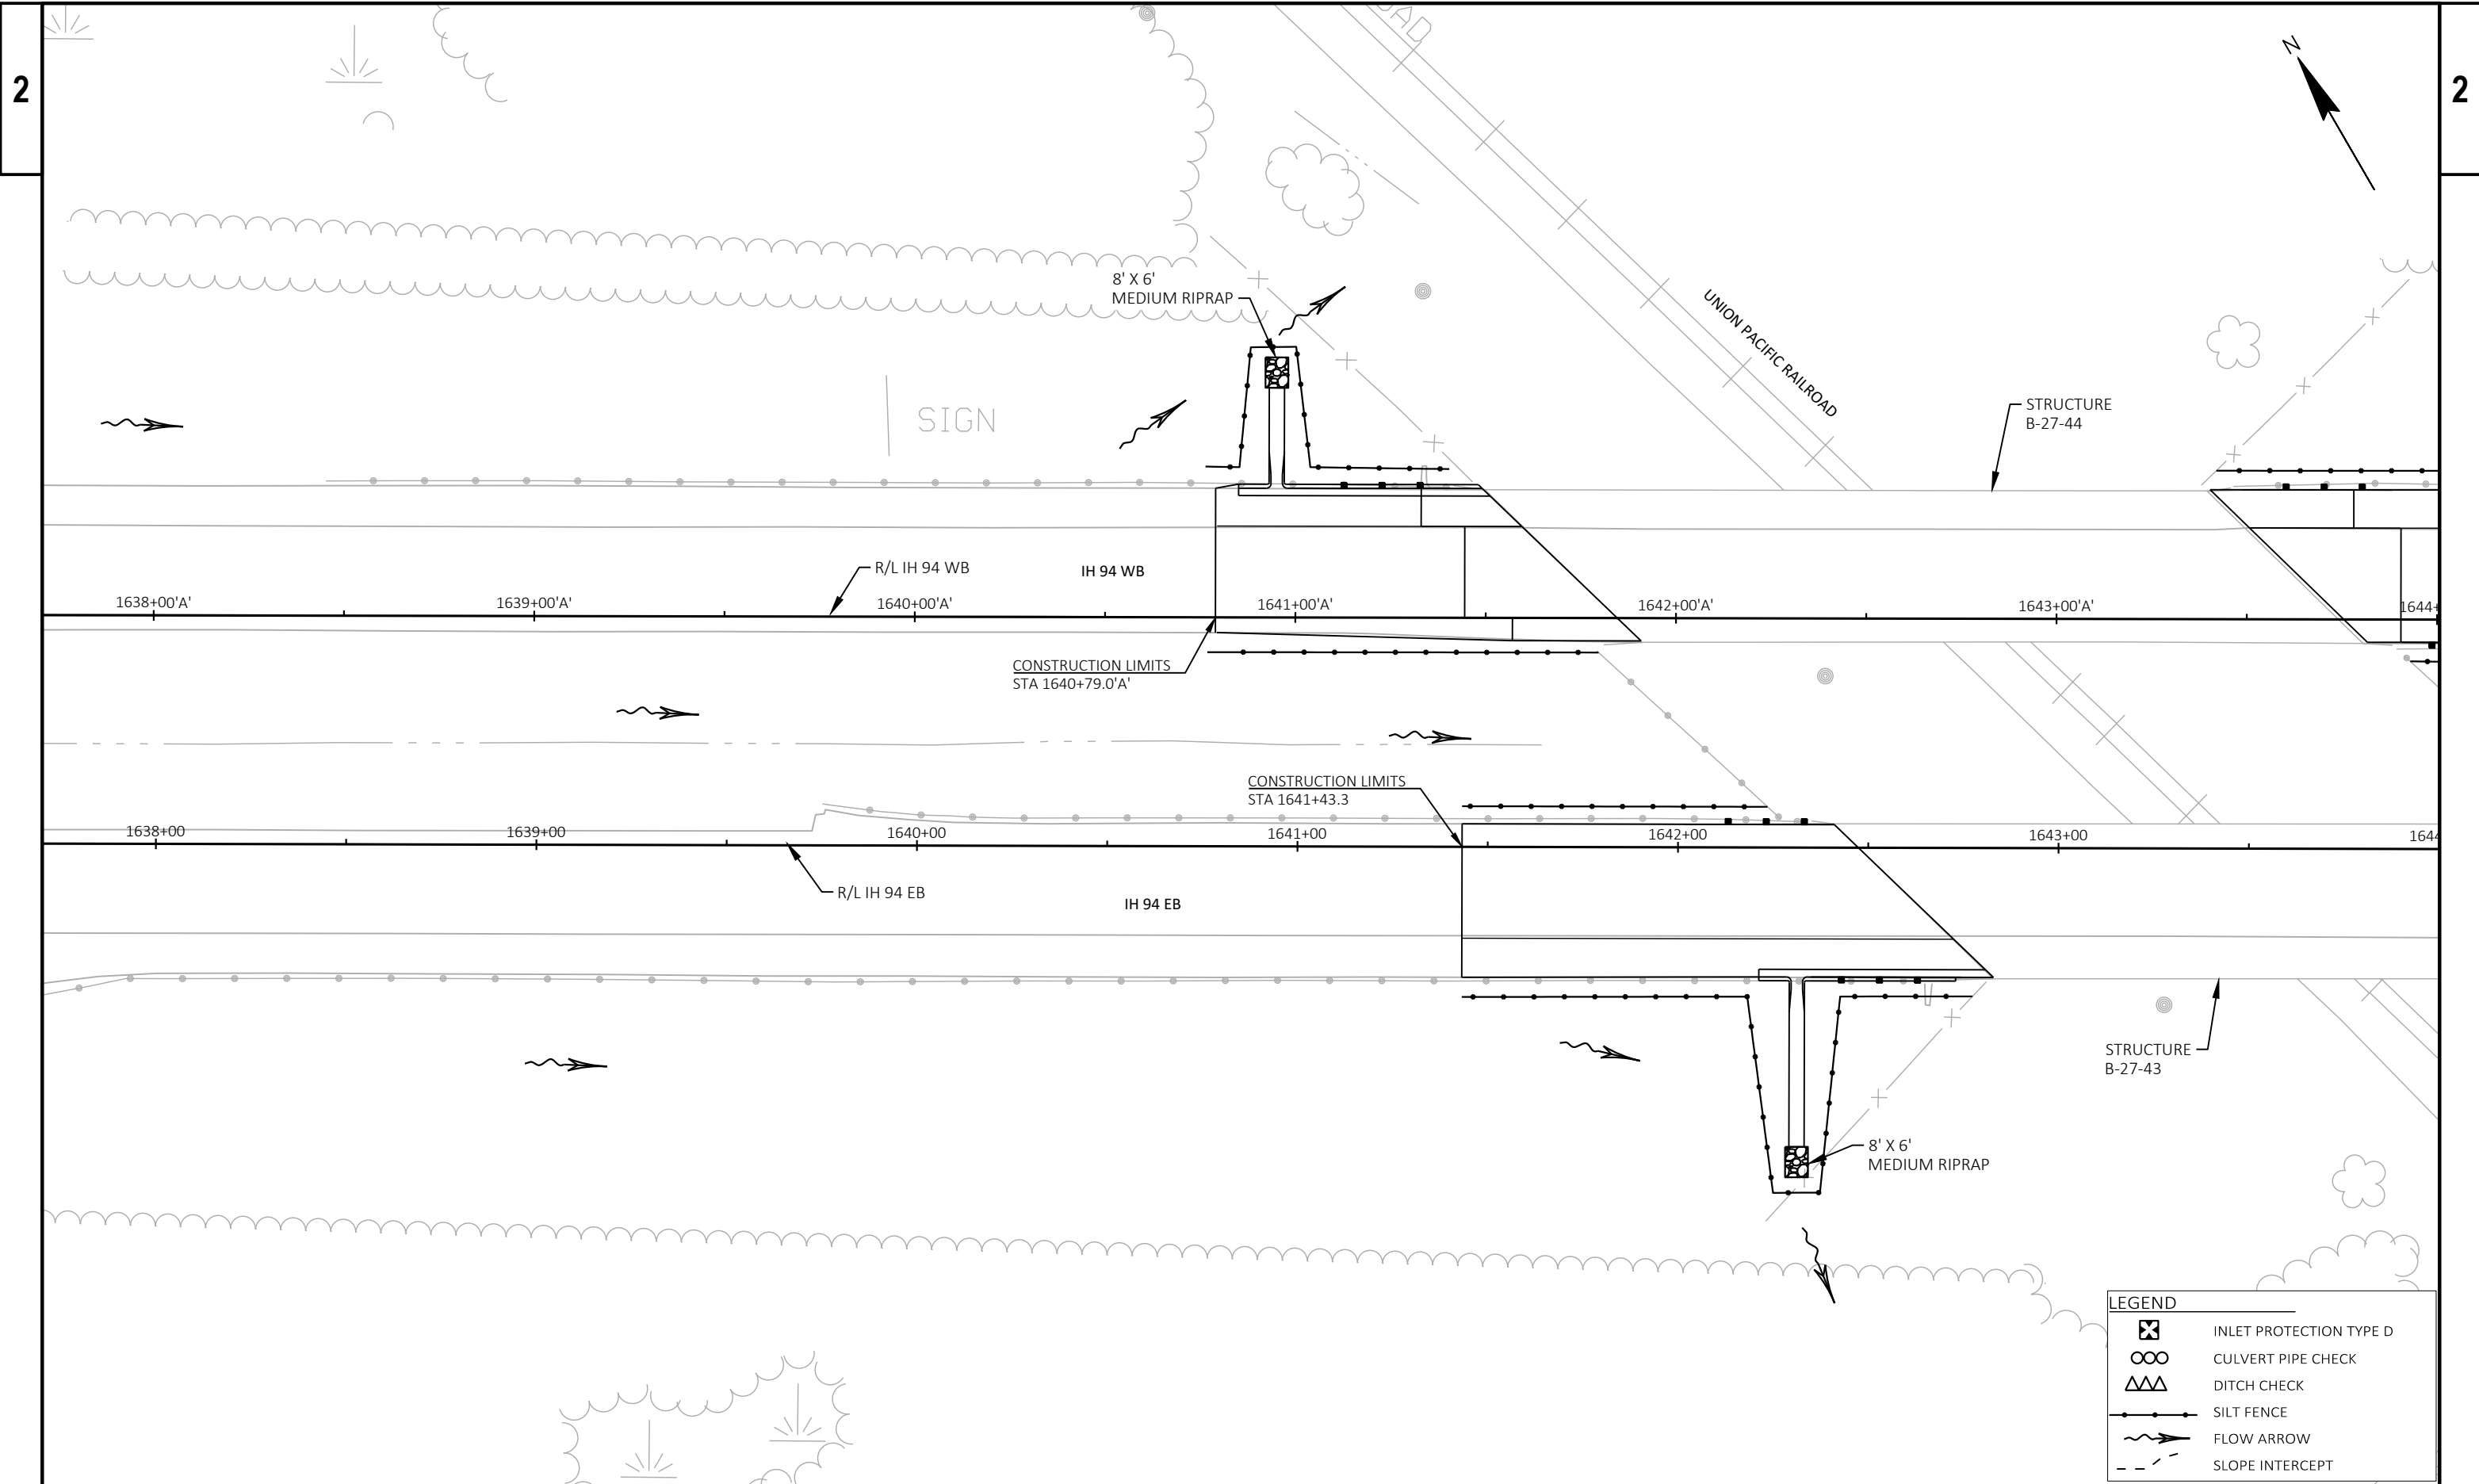 2
2
N
8' X 6'
MEDIUM RIPRAP
UNION PACIFIC RAILROAD
STRUCTURE
B-27-44
SIGN
R/L IH 94 WB
IH 94 WB
1638+00'A'
1639+00'A'
1640+00'A'
1641+00'A'
1642+00'A'
1643+00'A'
1644+
CONSTRUCTION LIMITS
STA 1640+79.0'A'
CONSTRUCTION LIMITS
STA 1641+43.3
1638+00
1639+00
1640+00
1641+00
1642+00
1643+00
1644
R/L IH 94 EB
IH 94 EB
STRUCTURE
B-27-43
8' X 6'
MEDIUM RIPRAP
LEGEND
INLET PROTECTION TYPE D
CULVERT PIPE CHECK
DITCH CHECK
SILT FENCE
FLOW ARROW
SLOPE INTERCEPT